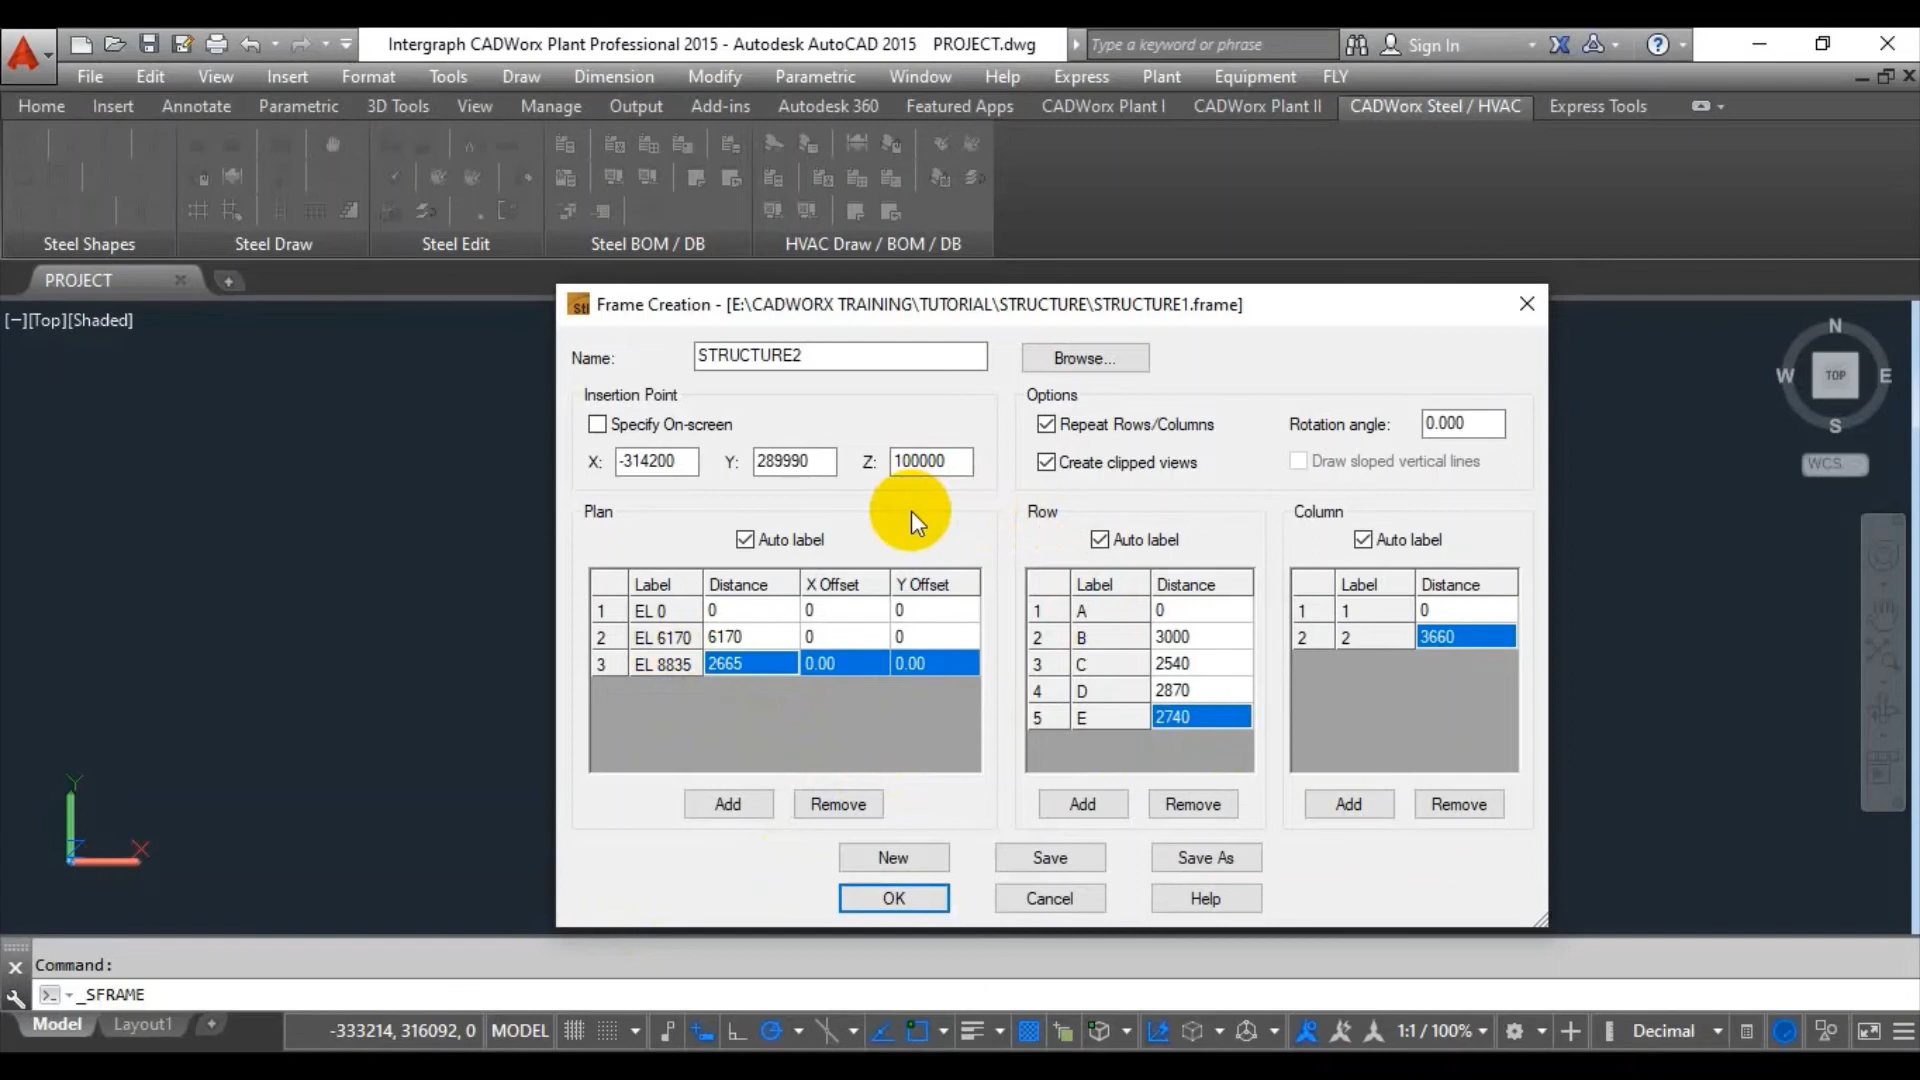 Intergraph CADWorx Plant Professional 2015 - Autodesk AutoCAD 2015 PROJECT.dwg
Type a keyword or phrase
Sign In
File Edit View Insert Format Tools Draw Dimension Modify Parametric Window Help Express Plant Equipment FLY
Home Insert Annotate Parametric 3D Tools View Manage Output Add-ins Autodesk 360 Featured Apps CADWorx Plant I CADWorx Plant II CADWorx Steel / HVAC Express Tools
Steel Shapes Steel Draw Steel Edit Steel BOM / DB HVAC Draw / BOM / DB
PROJECT
[−][Top][Shaded]
N
W TOP E
S
WCS
Stl Frame Creation - [E:\CADWORX TRAINING\TUTORIAL\STRUCTURE\STRUCTURE1.frame]
Name: STRUCTURE2 Browse...
Insertion Point
Specify On-screen
X: -314200 Y: 289990 Z: 100000
Options
Repeat Rows/Columns Rotation angle: 0.000
Create clipped views Draw sloped vertical lines
Plan
Auto label
Label Distance X Offset Y Offset
1 EL 0 0 0 0
2 EL 6170 6170 0 0
3 EL 8835 2665 0.00 0.00
Add Remove
Row
Auto label
Label Distance
1 A 0
2 B 3000
3 C 2540
4 D 2870
5 E 2740
Add Remove
Column
Auto label
Label Distance
1 1 0
2 2 3660
Add Remove
New Save Save As
OK Cancel Help
Y
X
Command:
_SFRAME
Model Layout1
-333214, 316092, 0 MODEL 1:1 / 100% Decimal